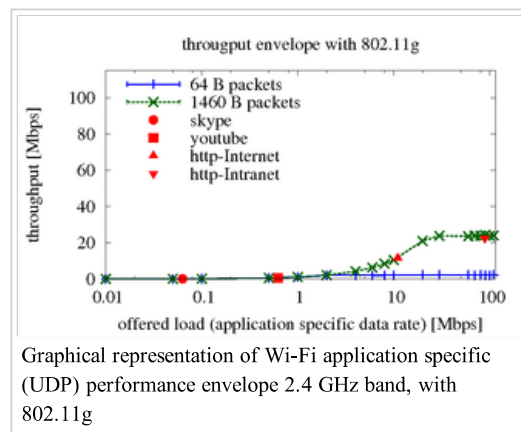 througput envelope with 802.11g
64 B packets
1460 B packets
skype
youtube
http-Internet
http-Intranet
throughput [Mbps]
100
80
60
40
20
0
0.01 0.1 1 10 100
offered load (application specific data rate) [Mbps]
Graphical representation of Wi-Fi application specific
(UDP) performance envelope 2.4 GHz band, with
802.11g